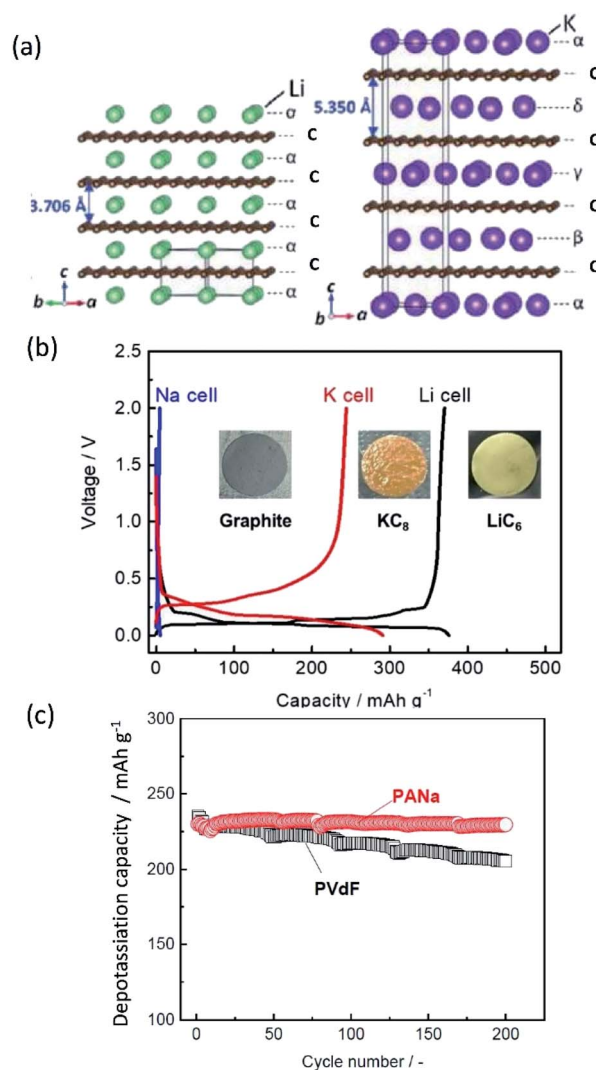 (a)
Li
K
α
α
C
C
5.350 Å
δ
α
C
C
C
γ
3.706 Å
α
C
C
α
C
β
C
α
α
c
b
a
c
b
a
(b)
2.5
2.0
1.5
1.0
0.5
0.0
Voltage / V
Na cell
K cell
Li cell
Graphite
KC₈
LiC₆
0
100
200
300
400
500
Capacity / mAh g⁻¹
(c)
300
250
200
150
100
Depotassiation capacity / mAh g⁻¹
PANa
PVdF
0
50
100
150
200
Cycle number / -